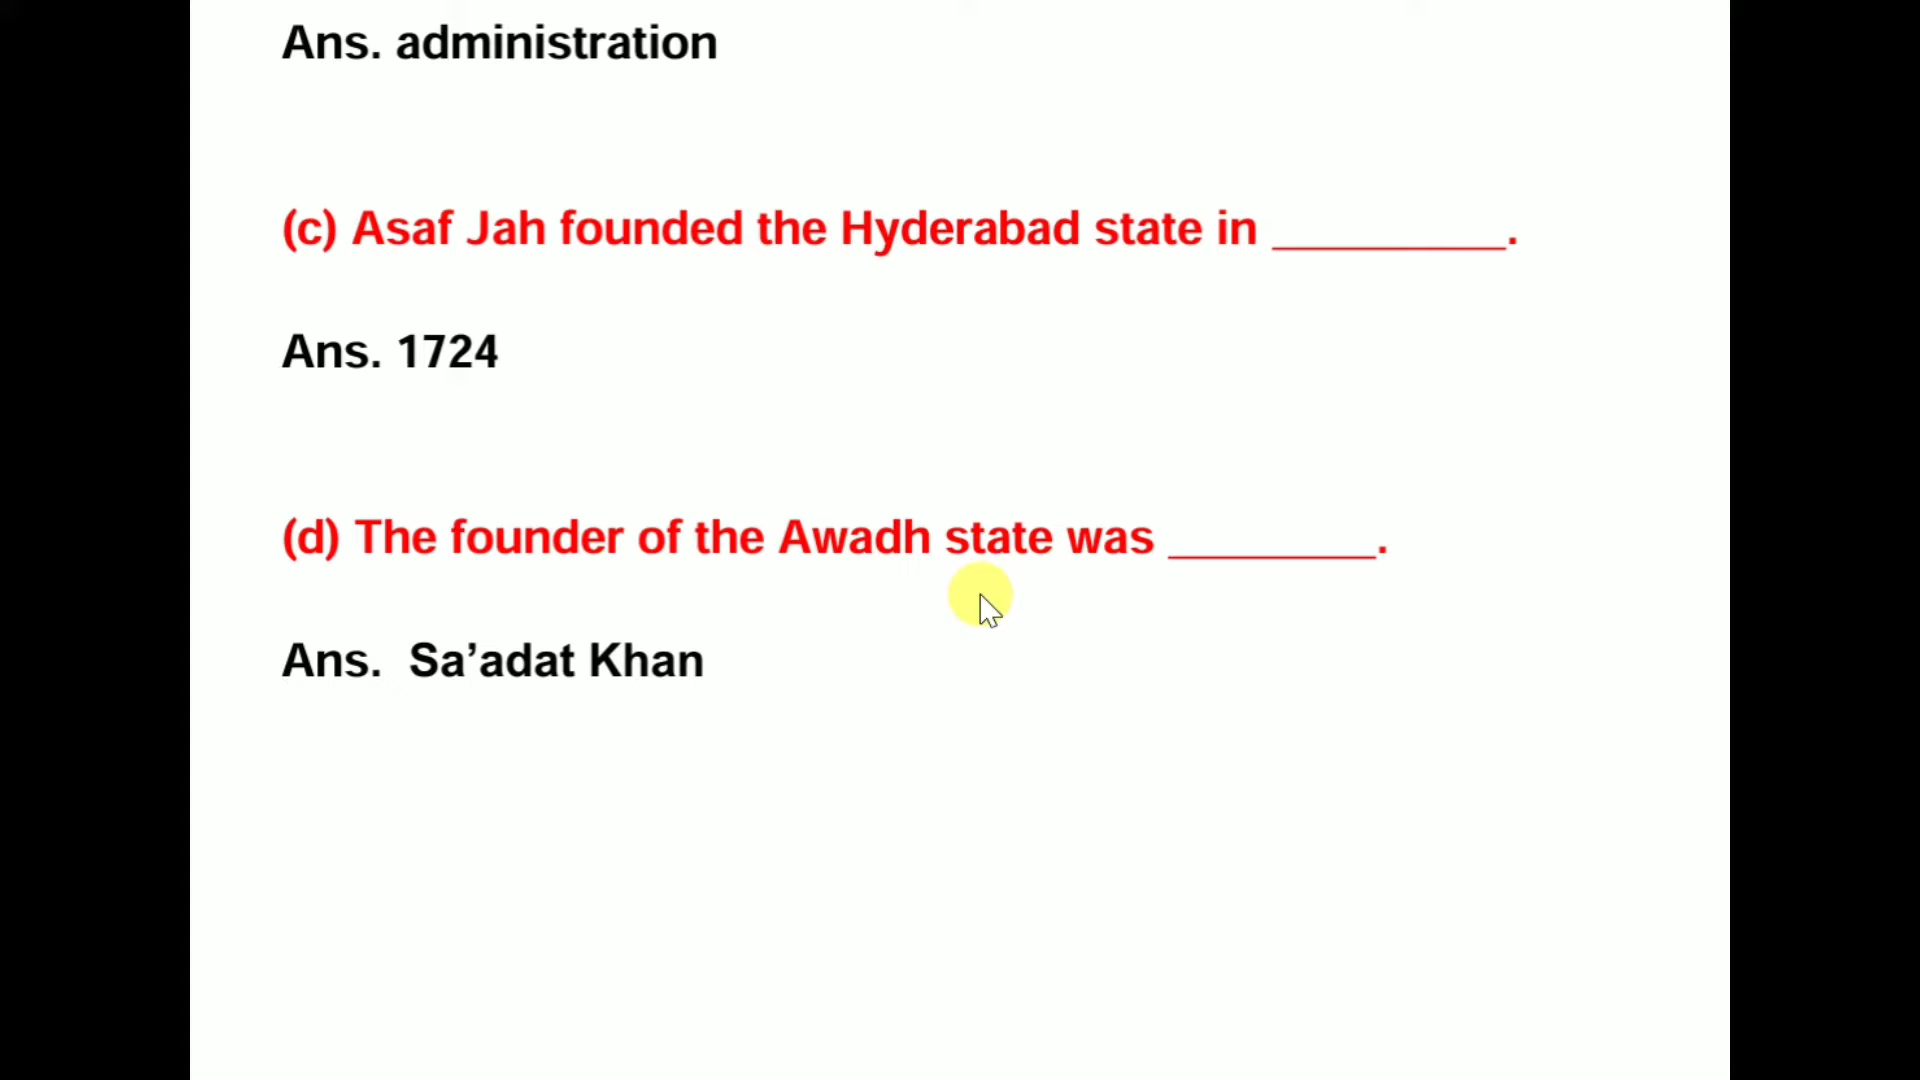 Ans. administration
(c) Asaf Jah founded the Hyderabad state in _________.
Ans. 1724
(d) The founder of the Awadh state was ________.
Ans.  Sa’adat Khan